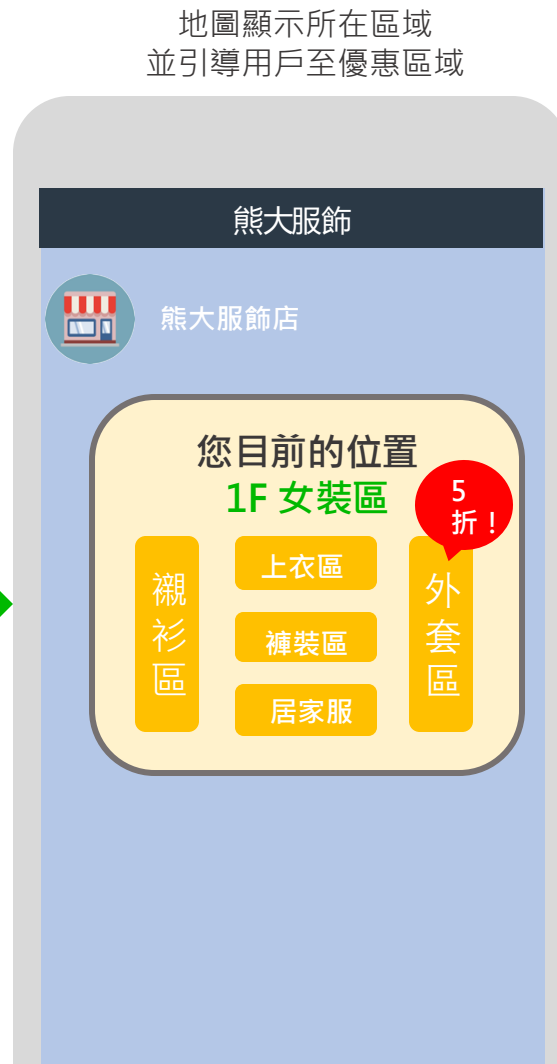 地圖顯示所在區域
並引導用戶至優惠區域
熊大服飾
熊大服飾店
您目前的位置
1F 女裝區
5
折！
襯衫區
上衣區
褲裝區
居家服
外套區